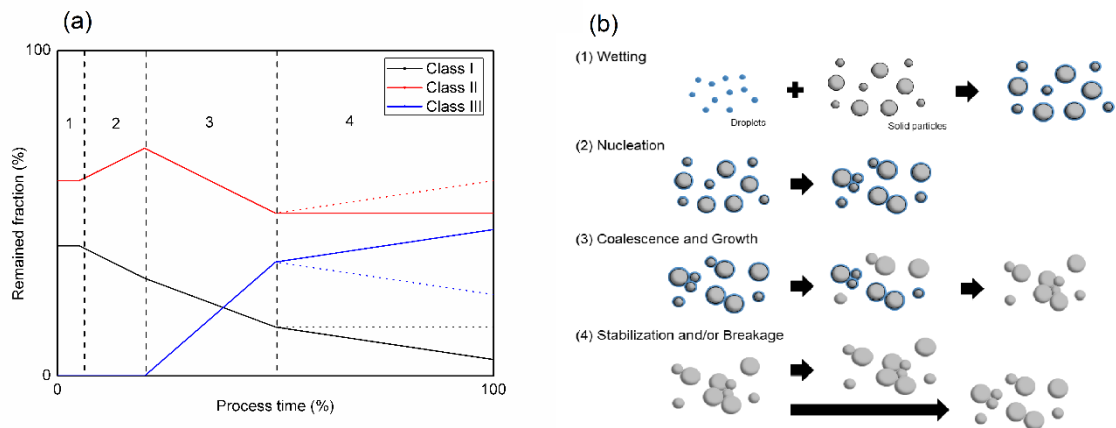 (a)
100
Class I
Class II
Class III
1
2
3
4
Remained fraction (%)
0
0
100
Process time (%)
(b)
(1) Wetting
Droplets
Solid particles
(2) Nucleation
(3) Coalescence and Growth
(4) Stabilization and/or Breakage